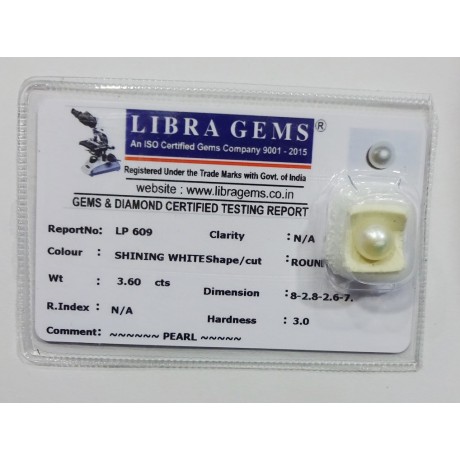 LIBRA GEMS®
An ISO Certified Gems Company 9001 - 2015
Registered Under the Trade Marks with Govt. of India
website : www.libragems.co.in
GEMS & DIAMOND CERTIFIED TESTING REPORT
ReportNo: LP 609 Clarity : N/A
Colour : SHINING WHITE Shape/cut : ROUN
Wt : 3.60 cts Dimension : 8-2.8-2.6-7.
R.Index : N/A Hardness : 3.0
Comment: ~~~~~~ PEARL ~~~~~